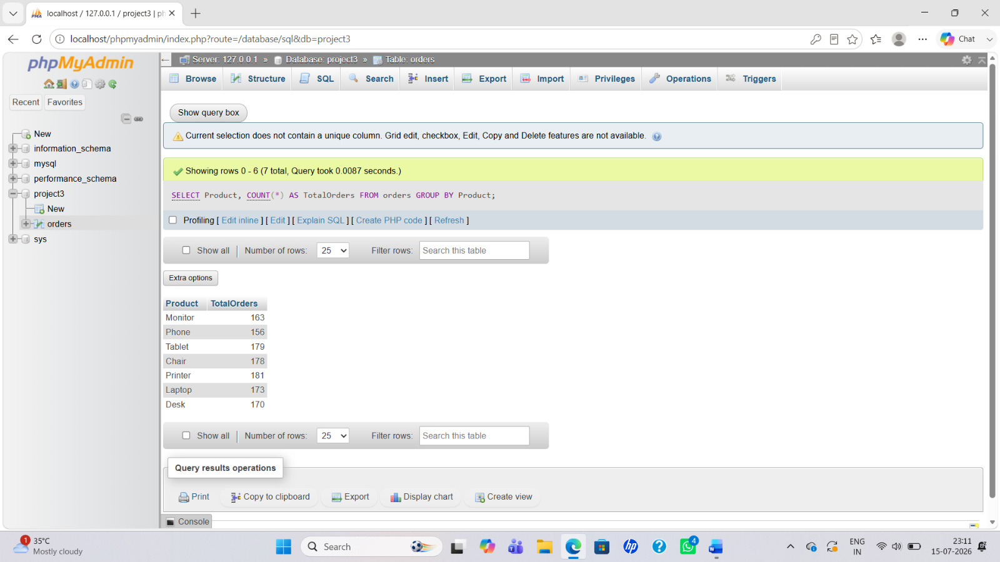 localhost / 127.0.0.1 / project3 | ph
localhost/phpmyadmin/index.php?route=/database/sql&db=project3
Chat
phpMyAdmin
Recent
Favorites
New
information_schema
mysql
performance_schema
project3
New
orders
sys
Server: 127.0.0.1 » Database: project3 » Table: orders
Browse
Structure
SQL
Search
Insert
Export
Import
Privileges
Operations
Triggers
Show query box
Current selection does not contain a unique column. Grid edit, checkbox, Edit, Copy and Delete features are not available.
Showing rows 0 - 6 (7 total, Query took 0.0087 seconds.)
SELECT Product, COUNT(*) AS TotalOrders FROM orders GROUP BY Product;
Profiling [ Edit inline ] [ Edit ] [ Explain SQL ] [ Create PHP code ] [ Refresh ]
Show all | Number of rows: 25 Filter rows: Search this table
Extra options
Product TotalOrders
Monitor 163
Phone 156
Tablet 179
Chair 178
Printer 181
Laptop 173
Desk 170
Show all | Number of rows: 25 Filter rows: Search this table
Query results operations
Print
Copy to clipboard
Export
Display chart
Create view
Console
1
35°C
Mostly cloudy
Search
hp
4
ENG
IN
23:11
15-07-2026